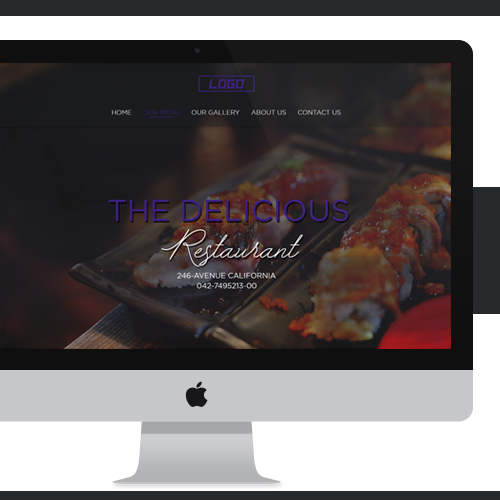 LOGO
HOME OUR MENU OUR GALLERY ABOUT US CONTACT US
THE DELICIOUS
Restaurant
246-AVENUE CALIFORNIA
042-7495213-00